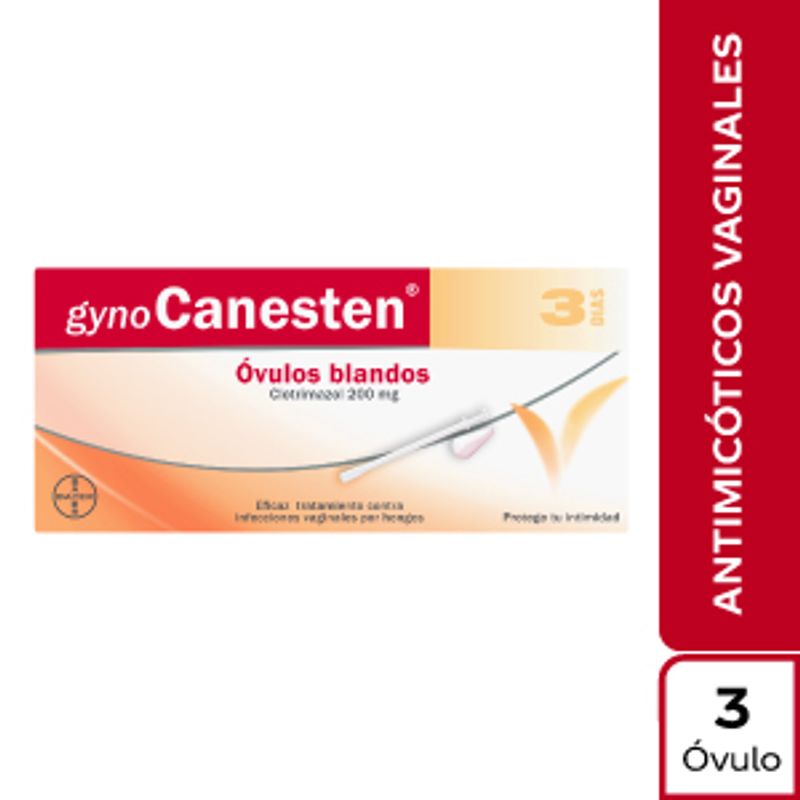 gynoCanesten®
3 DIAS
Óvulos blandos
Clotrimazol 200 mg
BAYER
Eficaz tratamiento contra
infecciones vaginales por hongos
Protege tu intimidad
ANTIMICÓTICOS VAGINALES
3
Óvulo